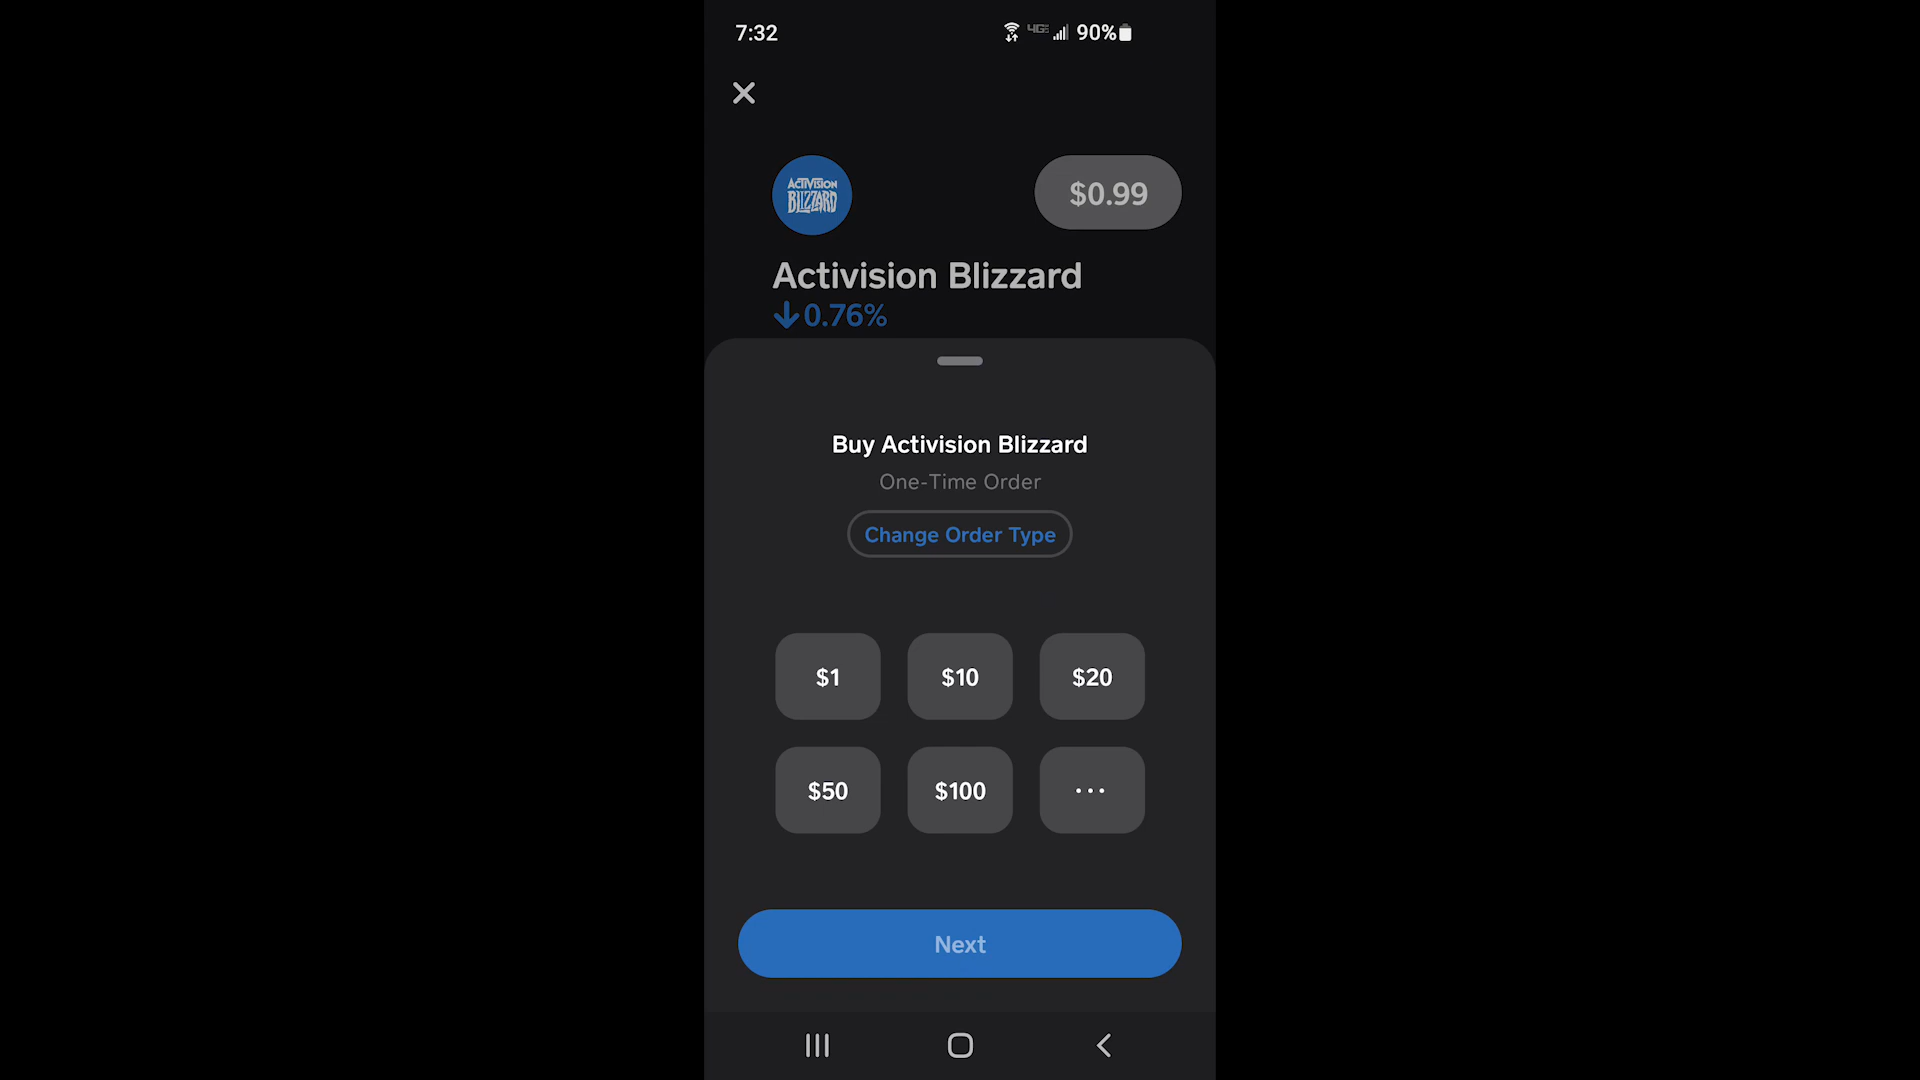 7:32
4GE 90%
ACTIVISION
BLIZZARD
$0.99
Activision Blizzard
↓0.76%
Buy Activision Blizzard
One-Time Order
Change Order Type
$1 $10 $20
$50 $100 ...
Next